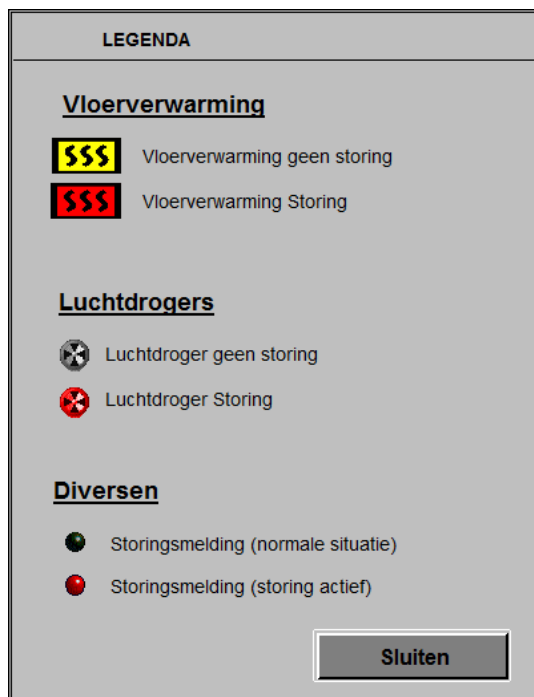 LEGENDA
Vloerverwarming
Vloerverwarming geen storing
Vloerverwarming Storing
Luchtdrogers
Luchtdroger geen storing
Luchtdroger Storing
Diversen
Storingsmelding (normale situatie)
Storingsmelding (storing actief)
Sluiten